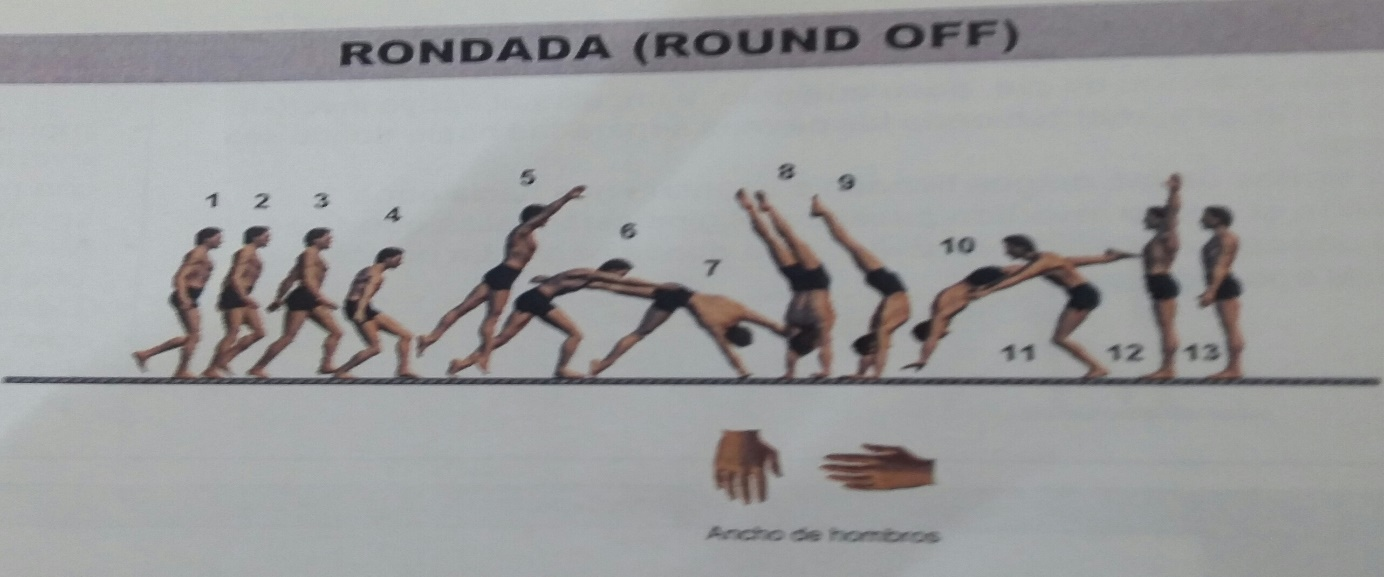 RONDADA (ROUND OFF)
1 2 3 4 5 6 7 8 9 10 11 12 13
Ancho de hombros